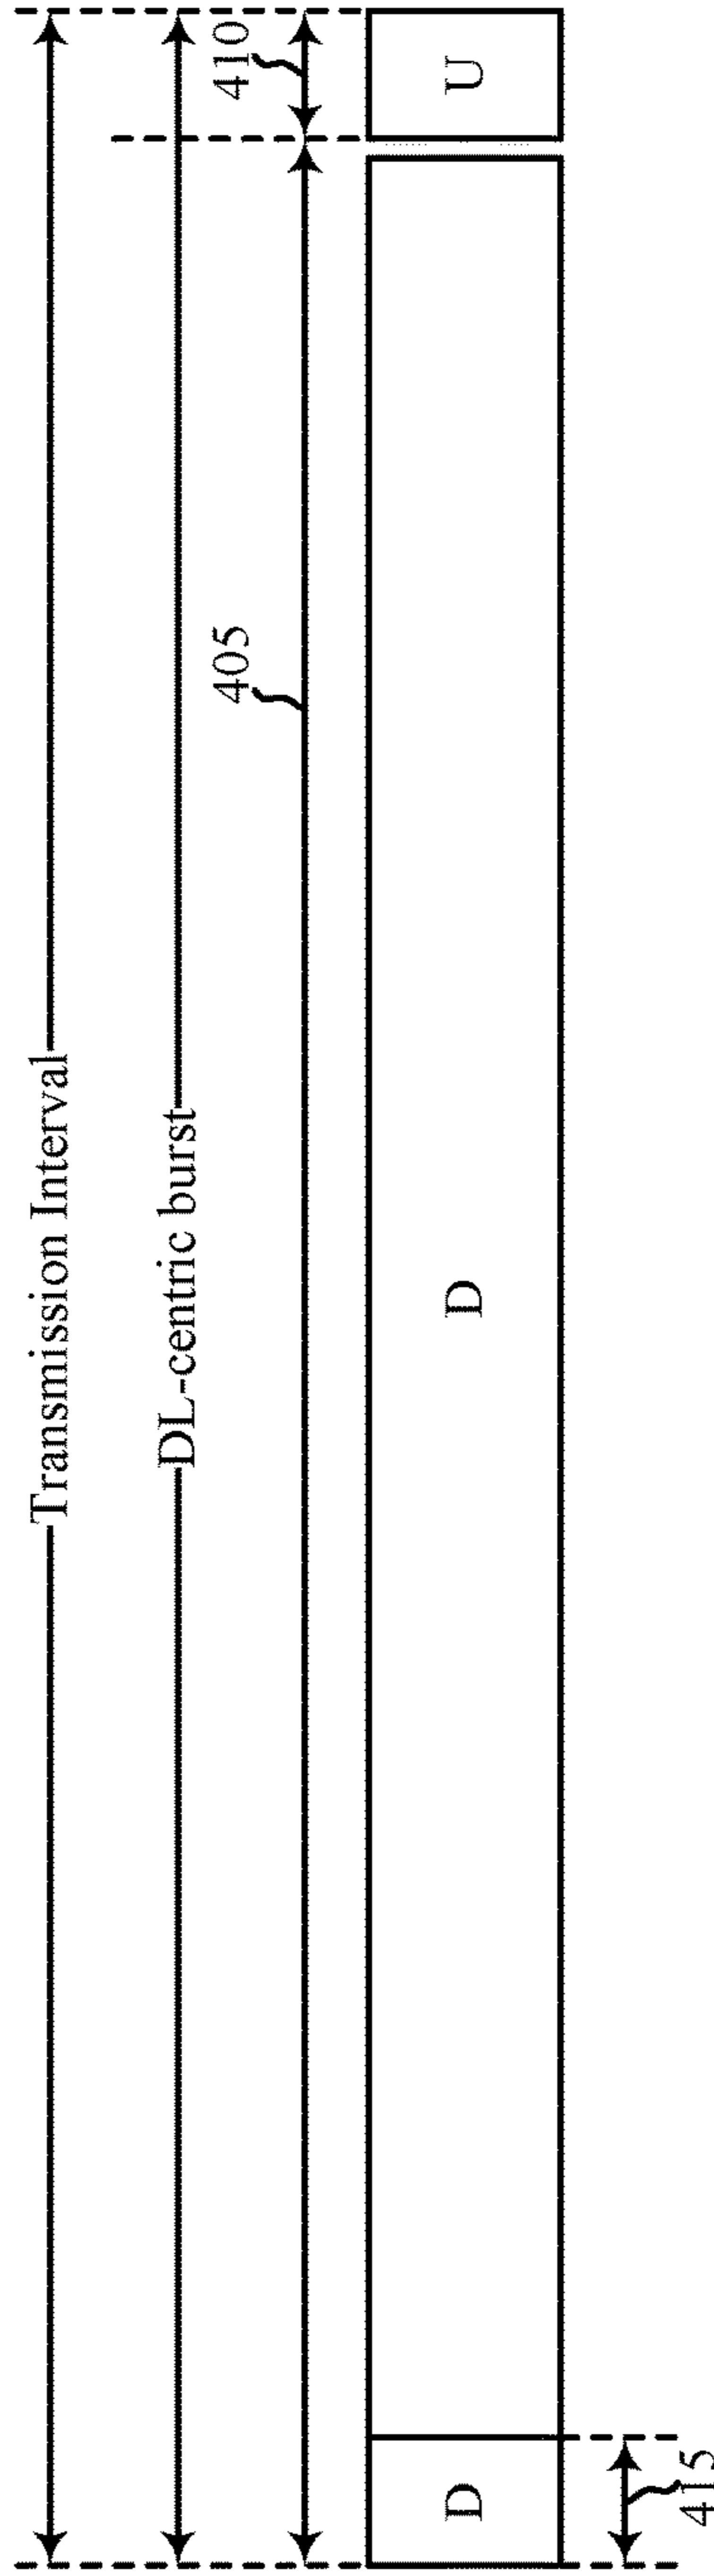 Transmission Interval
DL-centric burst
405
410
D
D
U
415